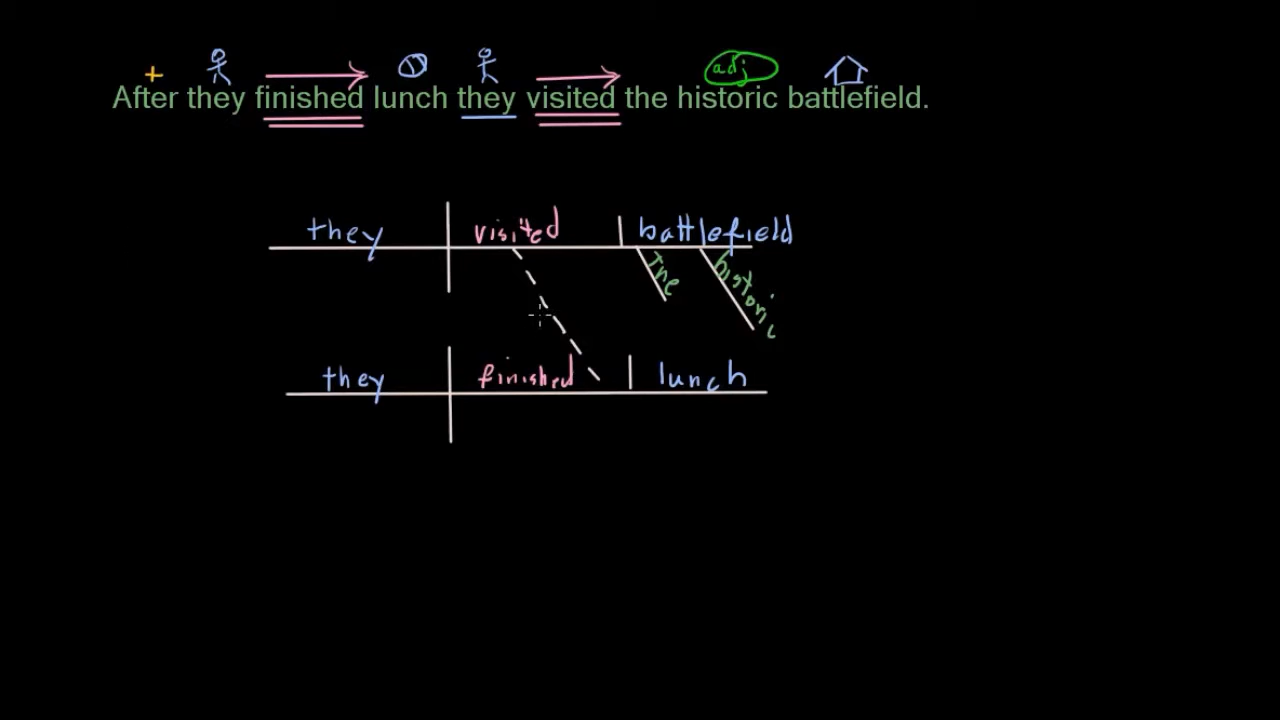 adj
After they finished lunch they visited the historic battlefield.
they visited battlefield
the historic
they finished lunch